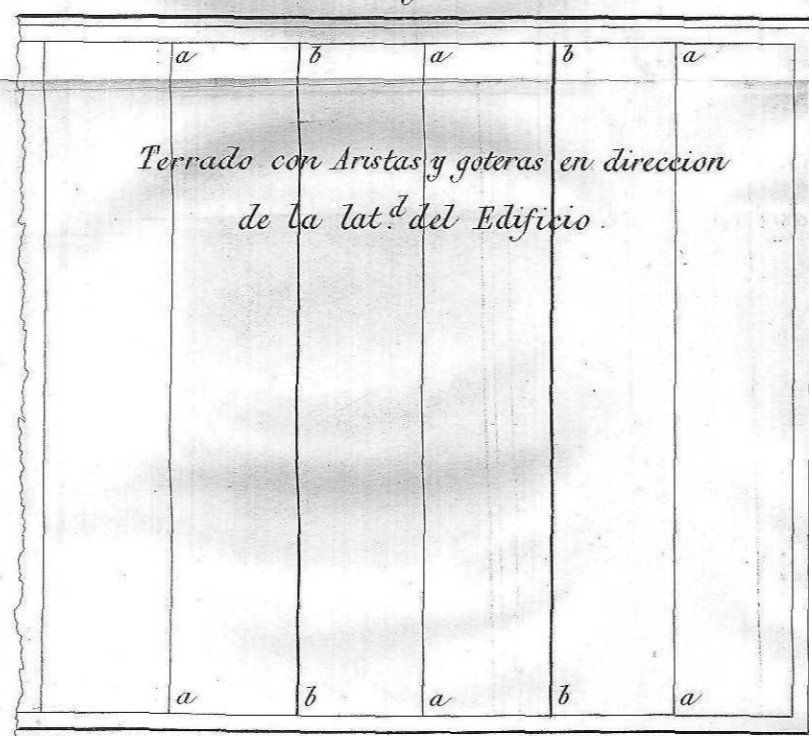 a b a b a
Terrado con Aristas y goteras en direccion
de la lat.d del Edificio.
a b a b a